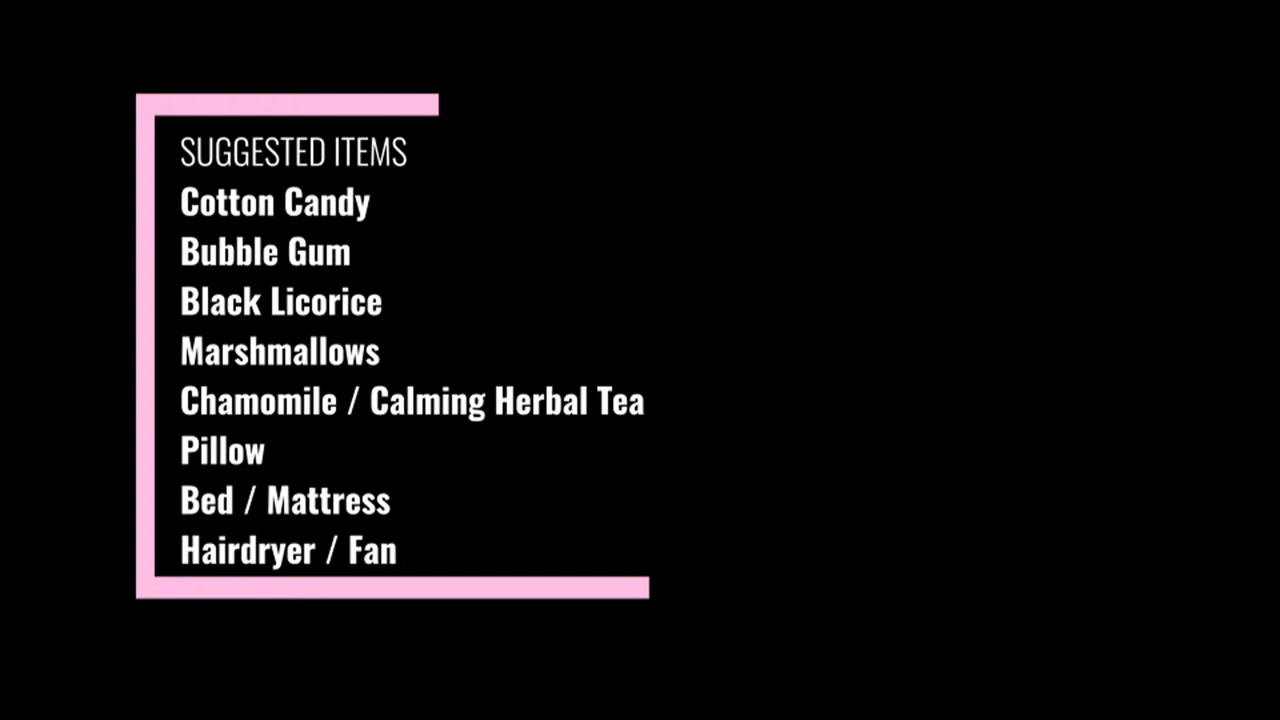 SUGGESTED ITEMS
Cotton Candy
Bubble Gum
Black Licorice
Marshmallows
Chamomile / Calming Herbal Tea
Pillow
Bed / Mattress
Hairdryer / Fan